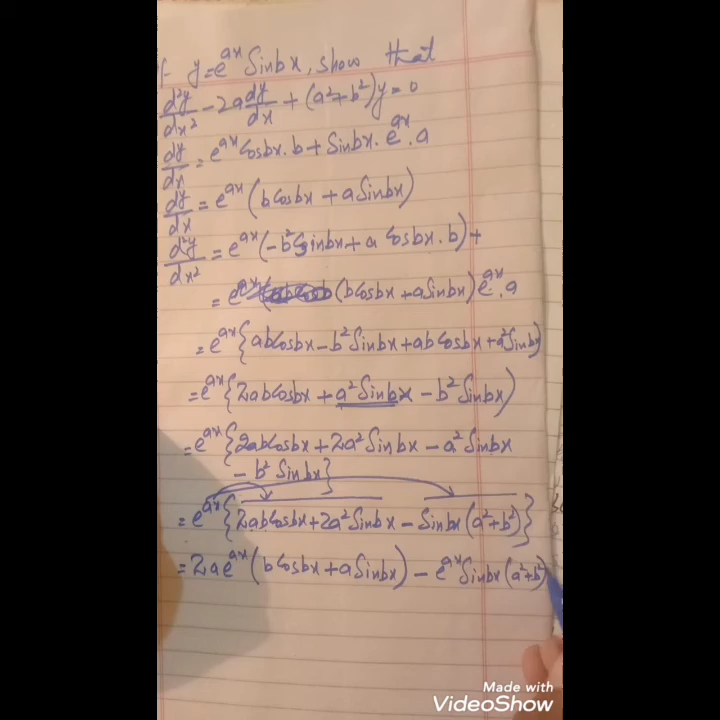 If y=e^{ax} Sinbx, show that
d²y/dx² - 2a dy/dx + (a²+b²)y=0
dy/dx = e^{ax} Cosbx.b + Sinbx.e^{ax}.a
dy/dx = e^{ax}(bCosbx + aSinbx)
d²y/dx² = e^{ax}(-b²Sinbx + a Cosbx.b) +
= (bCosbx + aSinbx)e^{ax}.a
= e^{ax}{abCosbx - b²Sinbx + abCosbx + a²Sinbx}
= e^{ax}{2abCosbx + a²Sinbx - b²Sinbx)
= e^{ax}{2abCosbx + 2a²Sinbx - a²Sinbx
- b²Sinbx}
= e^{ax}{2abCosbx + 2a²Sinbx - Sinbx(a²+b²)}
= 2ae^{ax}(bCosbx + aSinbx) - e^{ax}Sinbx(a²+b²)
Made with
VideoShow